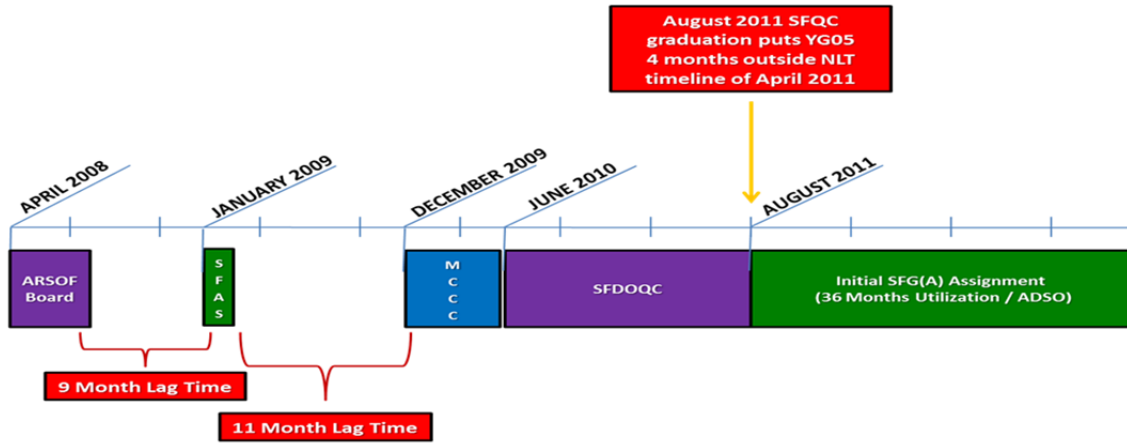 August 2011 SFQC
graduation puts YG05
4 months outside NLT
timeline of April 2011
APRIL 2008
JANUARY 2009
DECEMBER 2009
JUNE 2010
AUGUST 2011
ARSOF
Board
S
F
A
S
M
C
C
C
SFDOQC
Initial SFG(A) Assignment
(36 Months Utilization / ADSO)
9 Month Lag Time
11 Month Lag Time